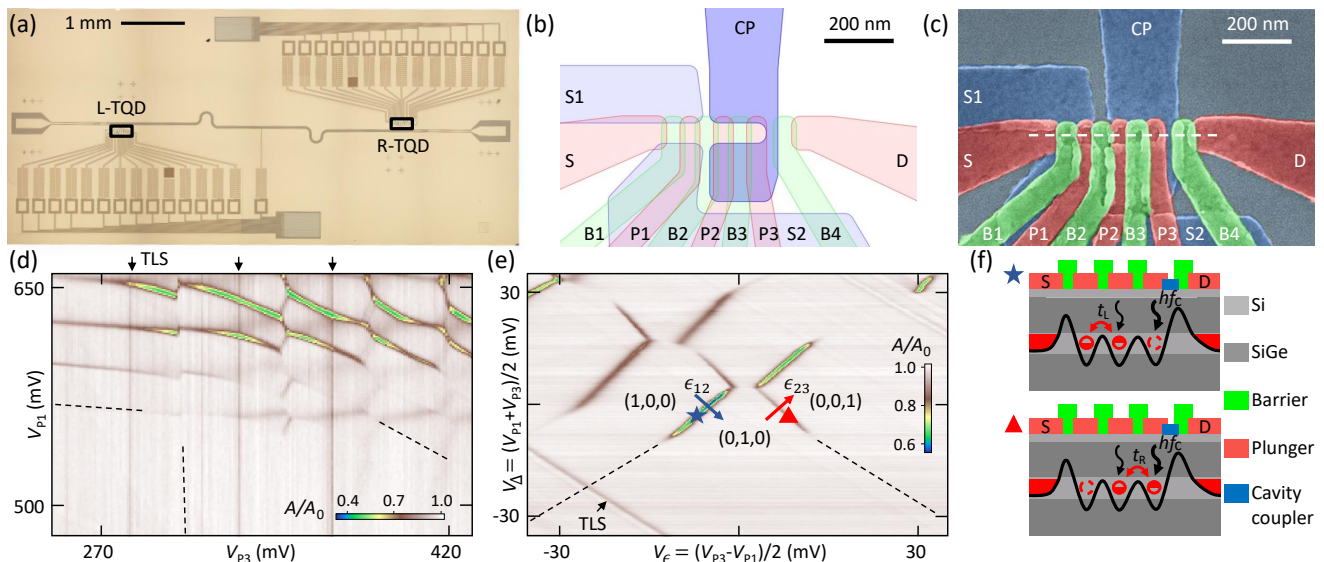 (a)
1 mm
L-TQD
R-TQD
(b)
CP
200 nm
S1
S
D
B1
P1
B2
P2
B3
P3
S2
B4
(c)
CP
200 nm
S1
S
D
B1
P1
B2
P2
B3
P3
S2
B4
(d)
TLS
650
500
V_P1 (mV)
A/A_0
0.4
0.7
1.0
270
V_P3 (mV)
420
(e)
30
-30
V_Δ = (V_P1+V_P3)/2 (mV)
A/A_0
1.0
0.8
0.6
ϵ_12
ϵ_23
(1,0,0)
(0,0,1)
(0,1,0)
TLS
-30
V_ϵ = (V_P3-V_P1)/2 (mV)
30
(f)
S
D
t_L
hf_c
S
D
t_R
hf_c
Si
SiGe
Barrier
Plunger
Cavity
coupler